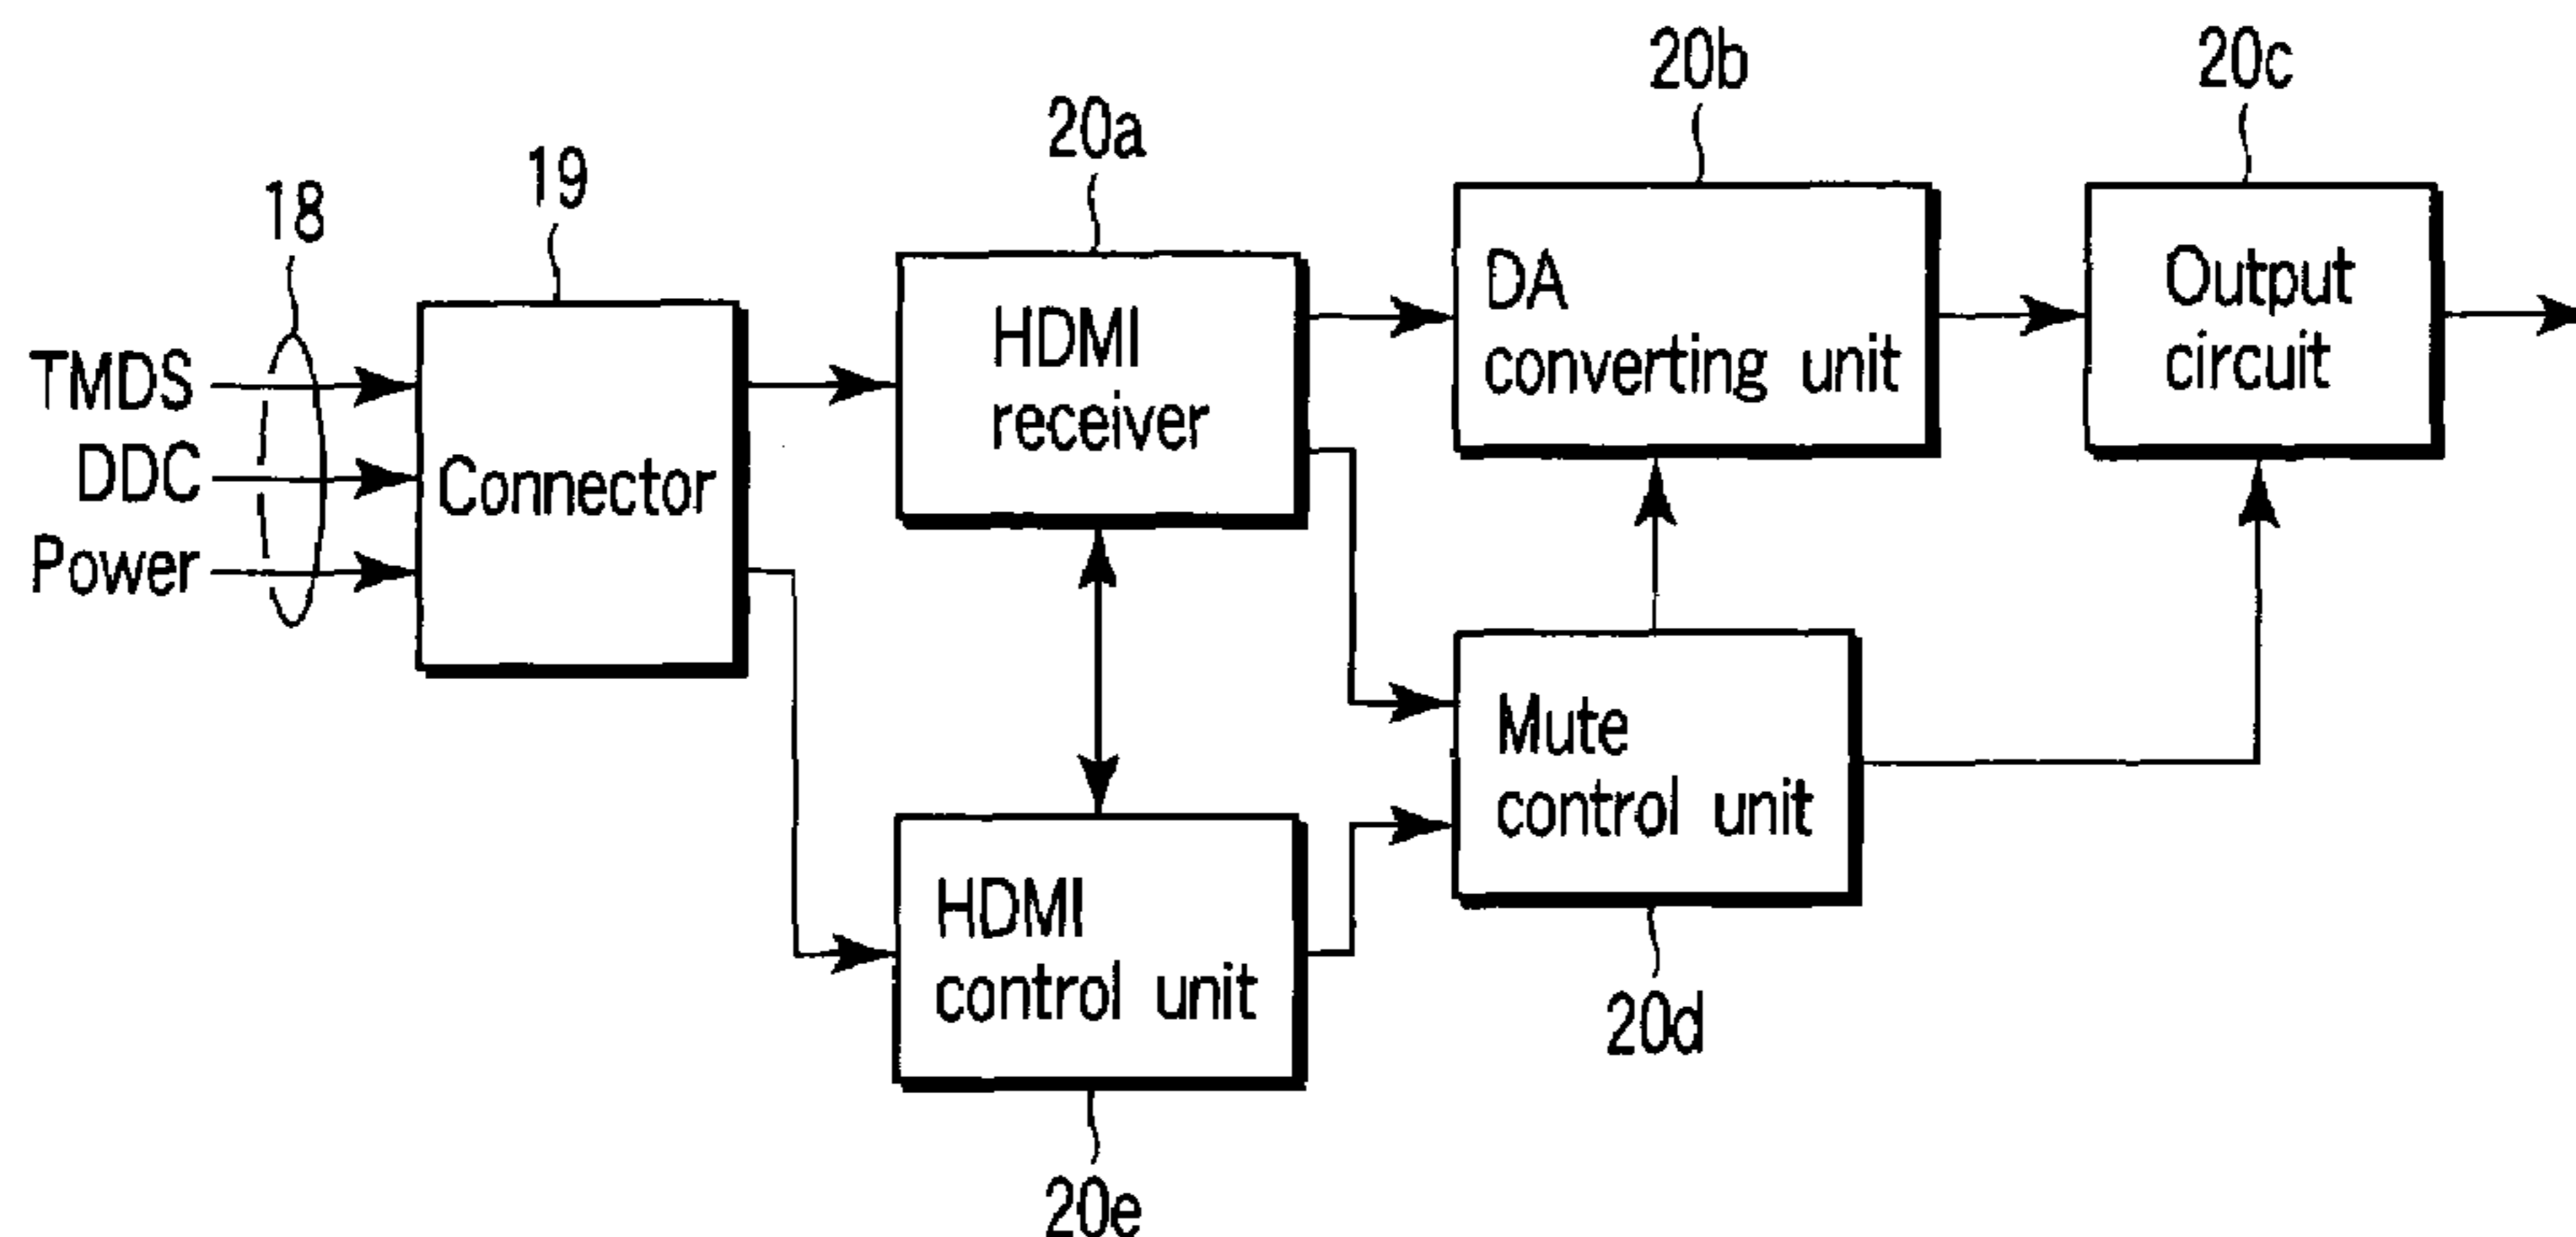 20b
20c
20a
19
18
DA
converting unit
Output
circuit
HDMI
receiver
TMDS
DDC
Power
Connector
Mute
control unit
HDMI
control unit
20d
20e